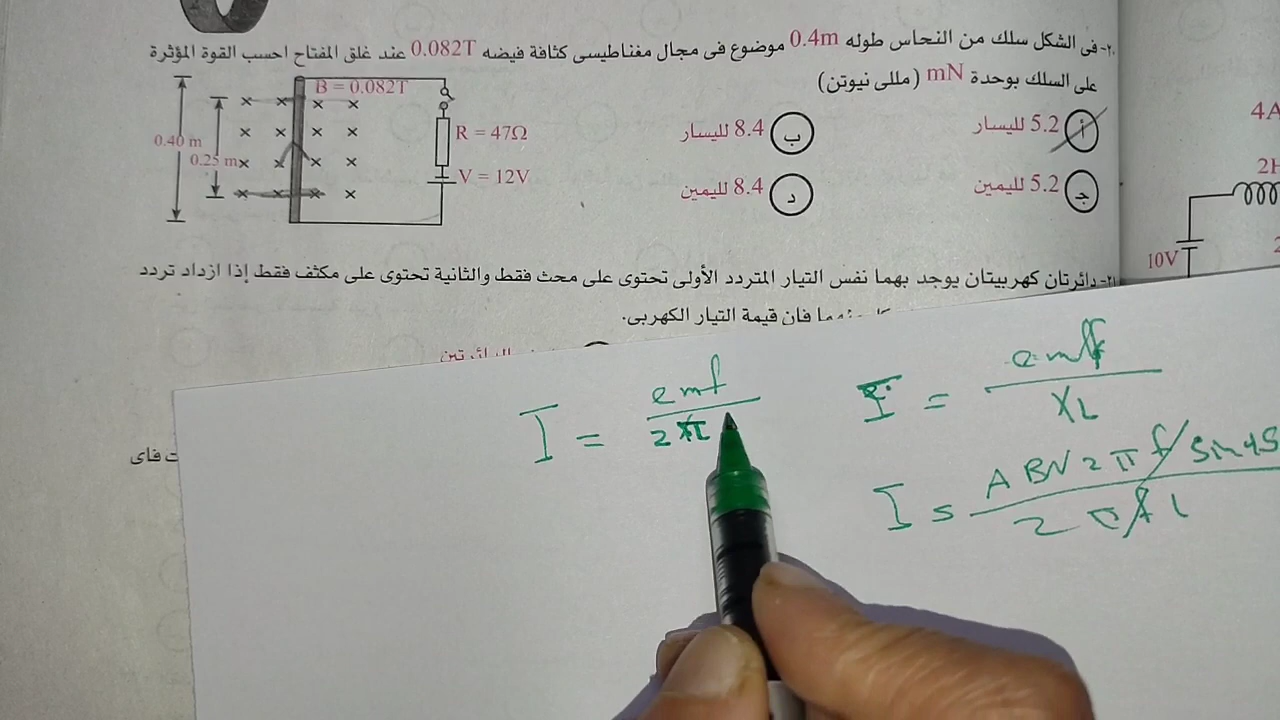 ٢٠- فى الشكل سلك من النحاس طوله 0.4m موضوع فى مجال مغناطيسى كثافة فيضه 0.082T عند غلق المفتاح احسب القوة المؤثرة
على السلك بوحدة mN (مللى نيوتن)
أ 5.2 لليسار
ب 8.4 لليسار
ج 5.2 لليمين
د 8.4 لليمين
B = 0.082T
0.40 m
0.25 m
R = 47Ω
V = 12V
4A
2H
10V
٢١- دائرتان كهربيتان يوجد بهما نفس التيار المتردد الأولى تحتوى على محث فقط والثانية تحتوى على مكثف فقط إذا ازداد تردد
فان قيمة التيار الكهربى.
I = emf / 2π
I = emf / XL
I = ABN2πf sin45 / 2πfL